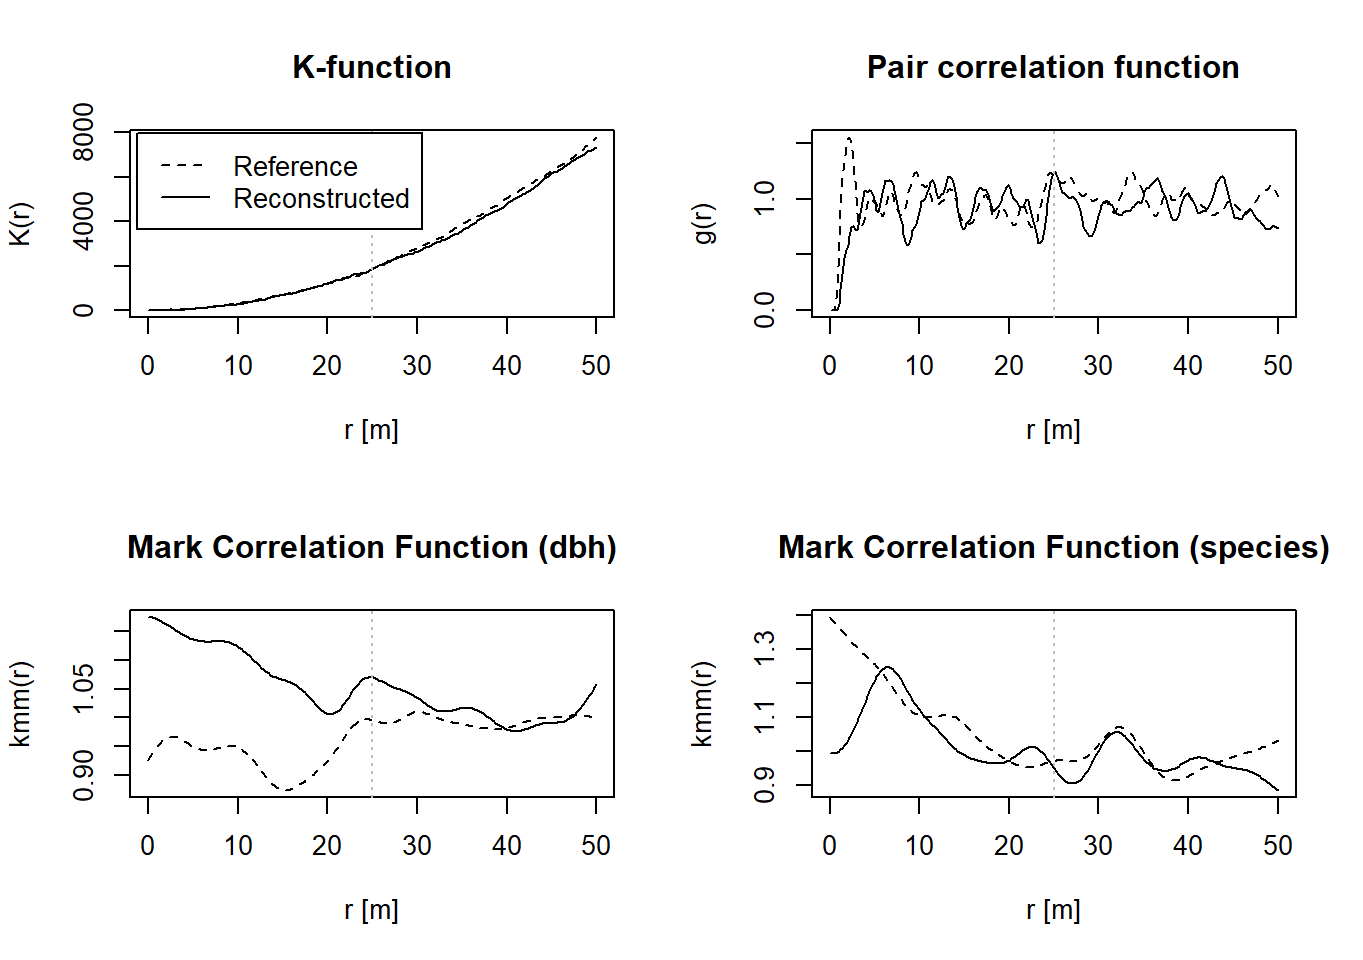 K-function
K(r)
8000
4000
0
Reference
Reconstructed
0 10 20 30 40 50
r [m]
Pair correlation function
g(r)
1.0
0.0
0 10 20 30 40 50
r [m]
Mark Correlation Function (dbh)
kmm(r)
1.05
0.90
0 10 20 30 40 50
r [m]
Mark Correlation Function (species)
kmm(r)
1.3
1.1
0.9
0 10 20 30 40 50
r [m]